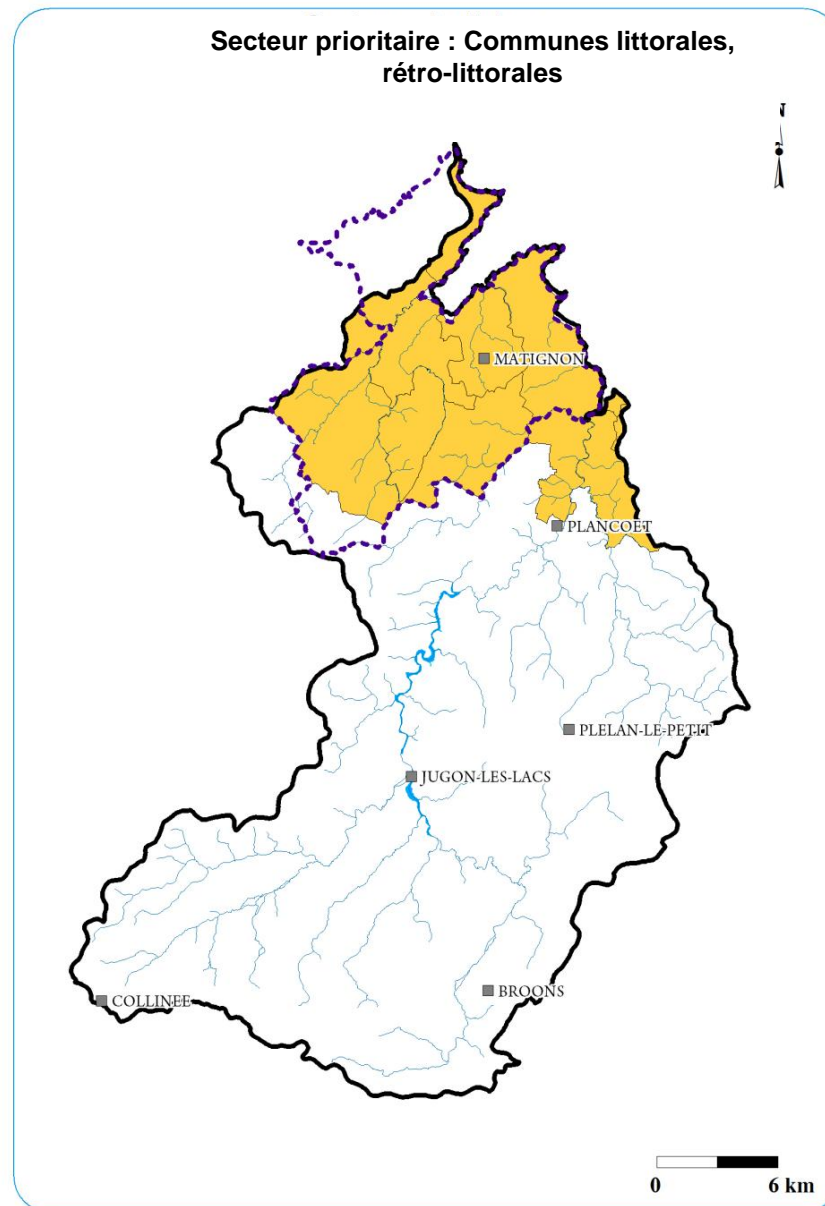 Secteur prioritaire : Communes littorales,
rétro-littorales
N
MATIGNON
PLANCOET
PLELAN-LE-PETIT
JUGON-LES-LACS
BROONS
COLLINEE
0 6 km